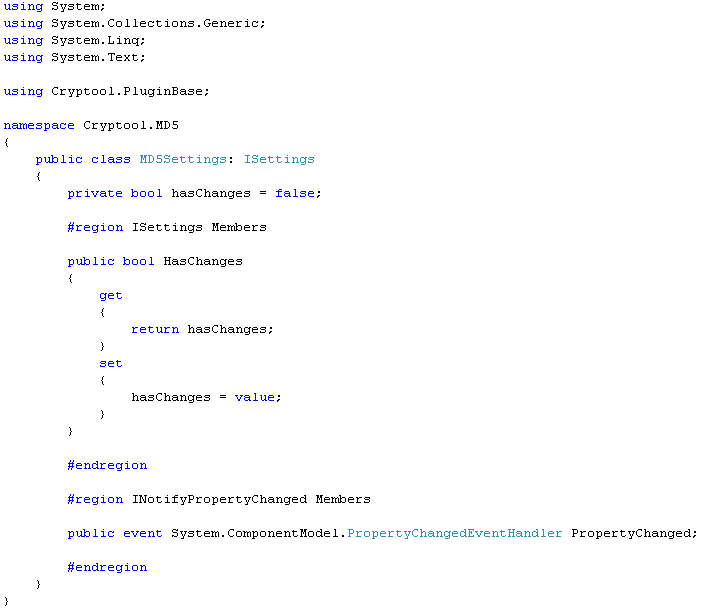 using System;
using System.Collections.Generic;
using System.Linq;
using System.Text;

using Cryptool.PluginBase;

namespace Cryptool.MD5
{
    public class MD5Settings: ISettings
    {
        private bool hasChanges = false;

        #region ISettings Members

        public bool HasChanges
        {
            get
            {
                return hasChanges;
            }
            set
            {
                hasChanges = value;
            }
        }

        #endregion

        #region INotifyPropertyChanged Members

        public event System.ComponentModel.PropertyChangedEventHandler PropertyChanged;

        #endregion
    }
}